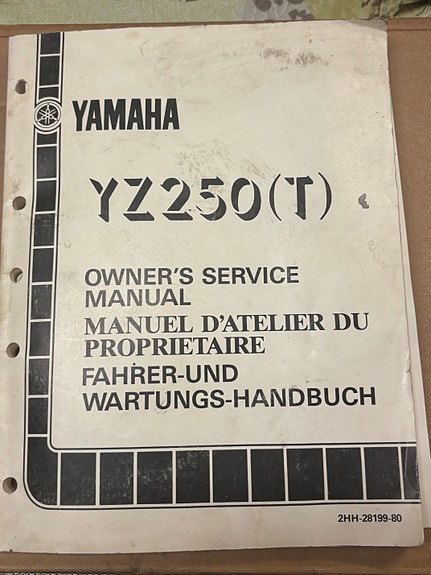 YAMAHA
YZ250(T)
OWNER'S SERVICE
MANUAL
MANUEL D'ATELIER DU
PROPRIETAIRE
FAHRER-UND
WARTUNGS-HANDBUCH
2HH-28199-80